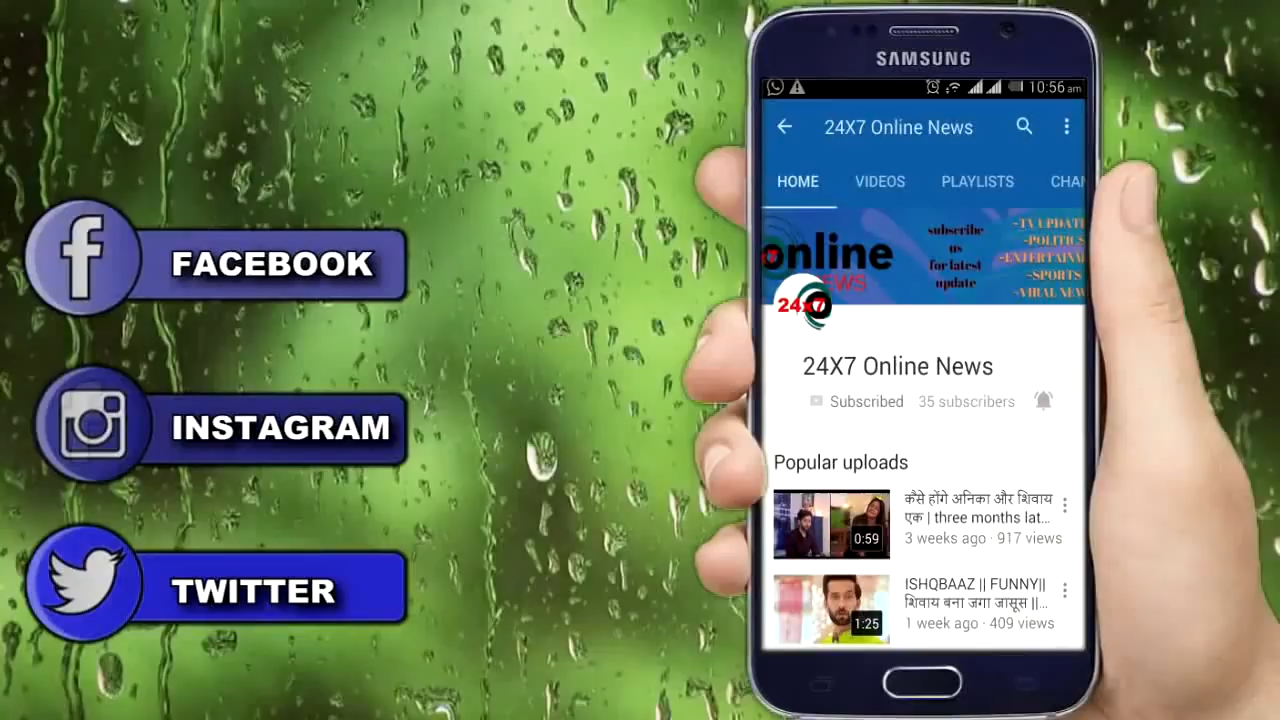 FACEBOOK
INSTAGRAM
TWITTER
SAMSUNG
10:56 am
24X7 Online News
HOME VIDEOS PLAYLISTS CHAN
online
NEWS
24x7
subscribe
us
for latest
update
-TV UPDATE
-POLITICS
-ENTERTAINM
-SPORTS
-VIRAL NEW
24X7 Online News
Subscribed 35 subscribers
Popular uploads
0:59
कैसे होंगे अनिका और शिवाय
एक | three months lat...
3 weeks ago · 917 views
1:25
ISHQBAAZ || FUNNY||
शिवाय बना जगा जासूस ||...
1 week ago · 409 views